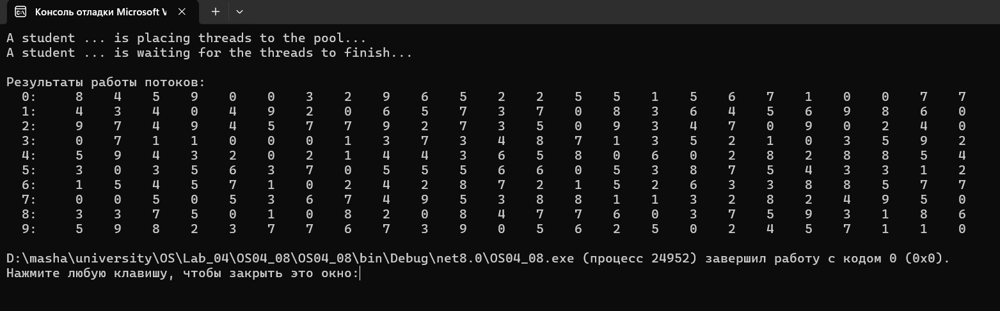 Консоль отладки Microsoft V
A student ... is placing threads to the pool...
A student ... is waiting for the threads to finish...
Результаты работы потоков:
0: 8 4 5 9 0 0 3 2 9 6 5 2 2 5 5 1 5 6 7 1 0 0 7 7
1: 4 3 4 0 4 9 2 0 6 5 7 3 7 0 8 3 6 4 5 6 9 8 6 0
2: 9 7 4 9 4 5 7 7 9 2 7 3 5 0 9 3 4 7 0 9 0 2 4 0
3: 0 7 1 1 0 0 0 1 3 7 3 4 8 7 1 3 5 2 1 0 3 5 9 2
4: 5 9 4 3 2 0 2 1 4 4 3 6 5 8 0 6 0 2 8 2 8 8 5 4
5: 3 0 3 5 6 3 7 0 5 5 5 6 6 0 5 3 8 7 5 4 3 3 1 2
6: 1 5 4 5 7 1 0 2 4 2 8 7 2 1 5 2 6 3 3 8 8 5 7 7
7: 0 0 5 0 5 3 6 7 4 9 5 3 8 8 1 1 3 2 8 2 4 9 5 0
8: 3 3 7 5 0 1 0 8 2 0 8 4 7 7 6 0 3 7 5 9 3 1 8 6
9: 5 9 8 2 3 7 7 6 7 3 9 0 5 6 2 5 0 2 4 5 7 1 1 0
D:\masha\university\OS\Lab_04\OS04_08\OS04_08\bin\Debug\net8.0\OS04_08.exe (процесс 24952) завершил работу с кодом 0 (0x0).
Нажмите любую клавишу, чтобы закрыть это окно: